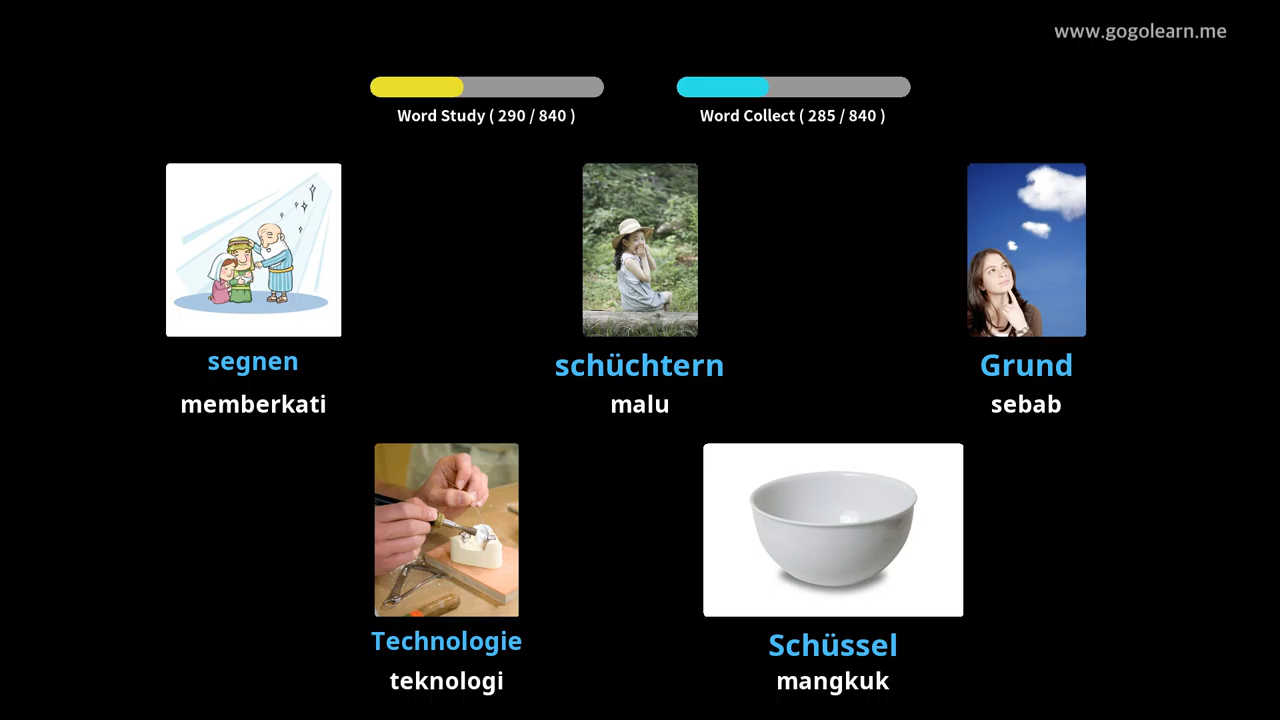 www.gogolearn.me
Word Study ( 290 / 840 )
Word Collect ( 285 / 840 )
segnen
memberkati
schüchtern
malu
Grund
sebab
Technologie
teknologi
Schüssel
mangkuk